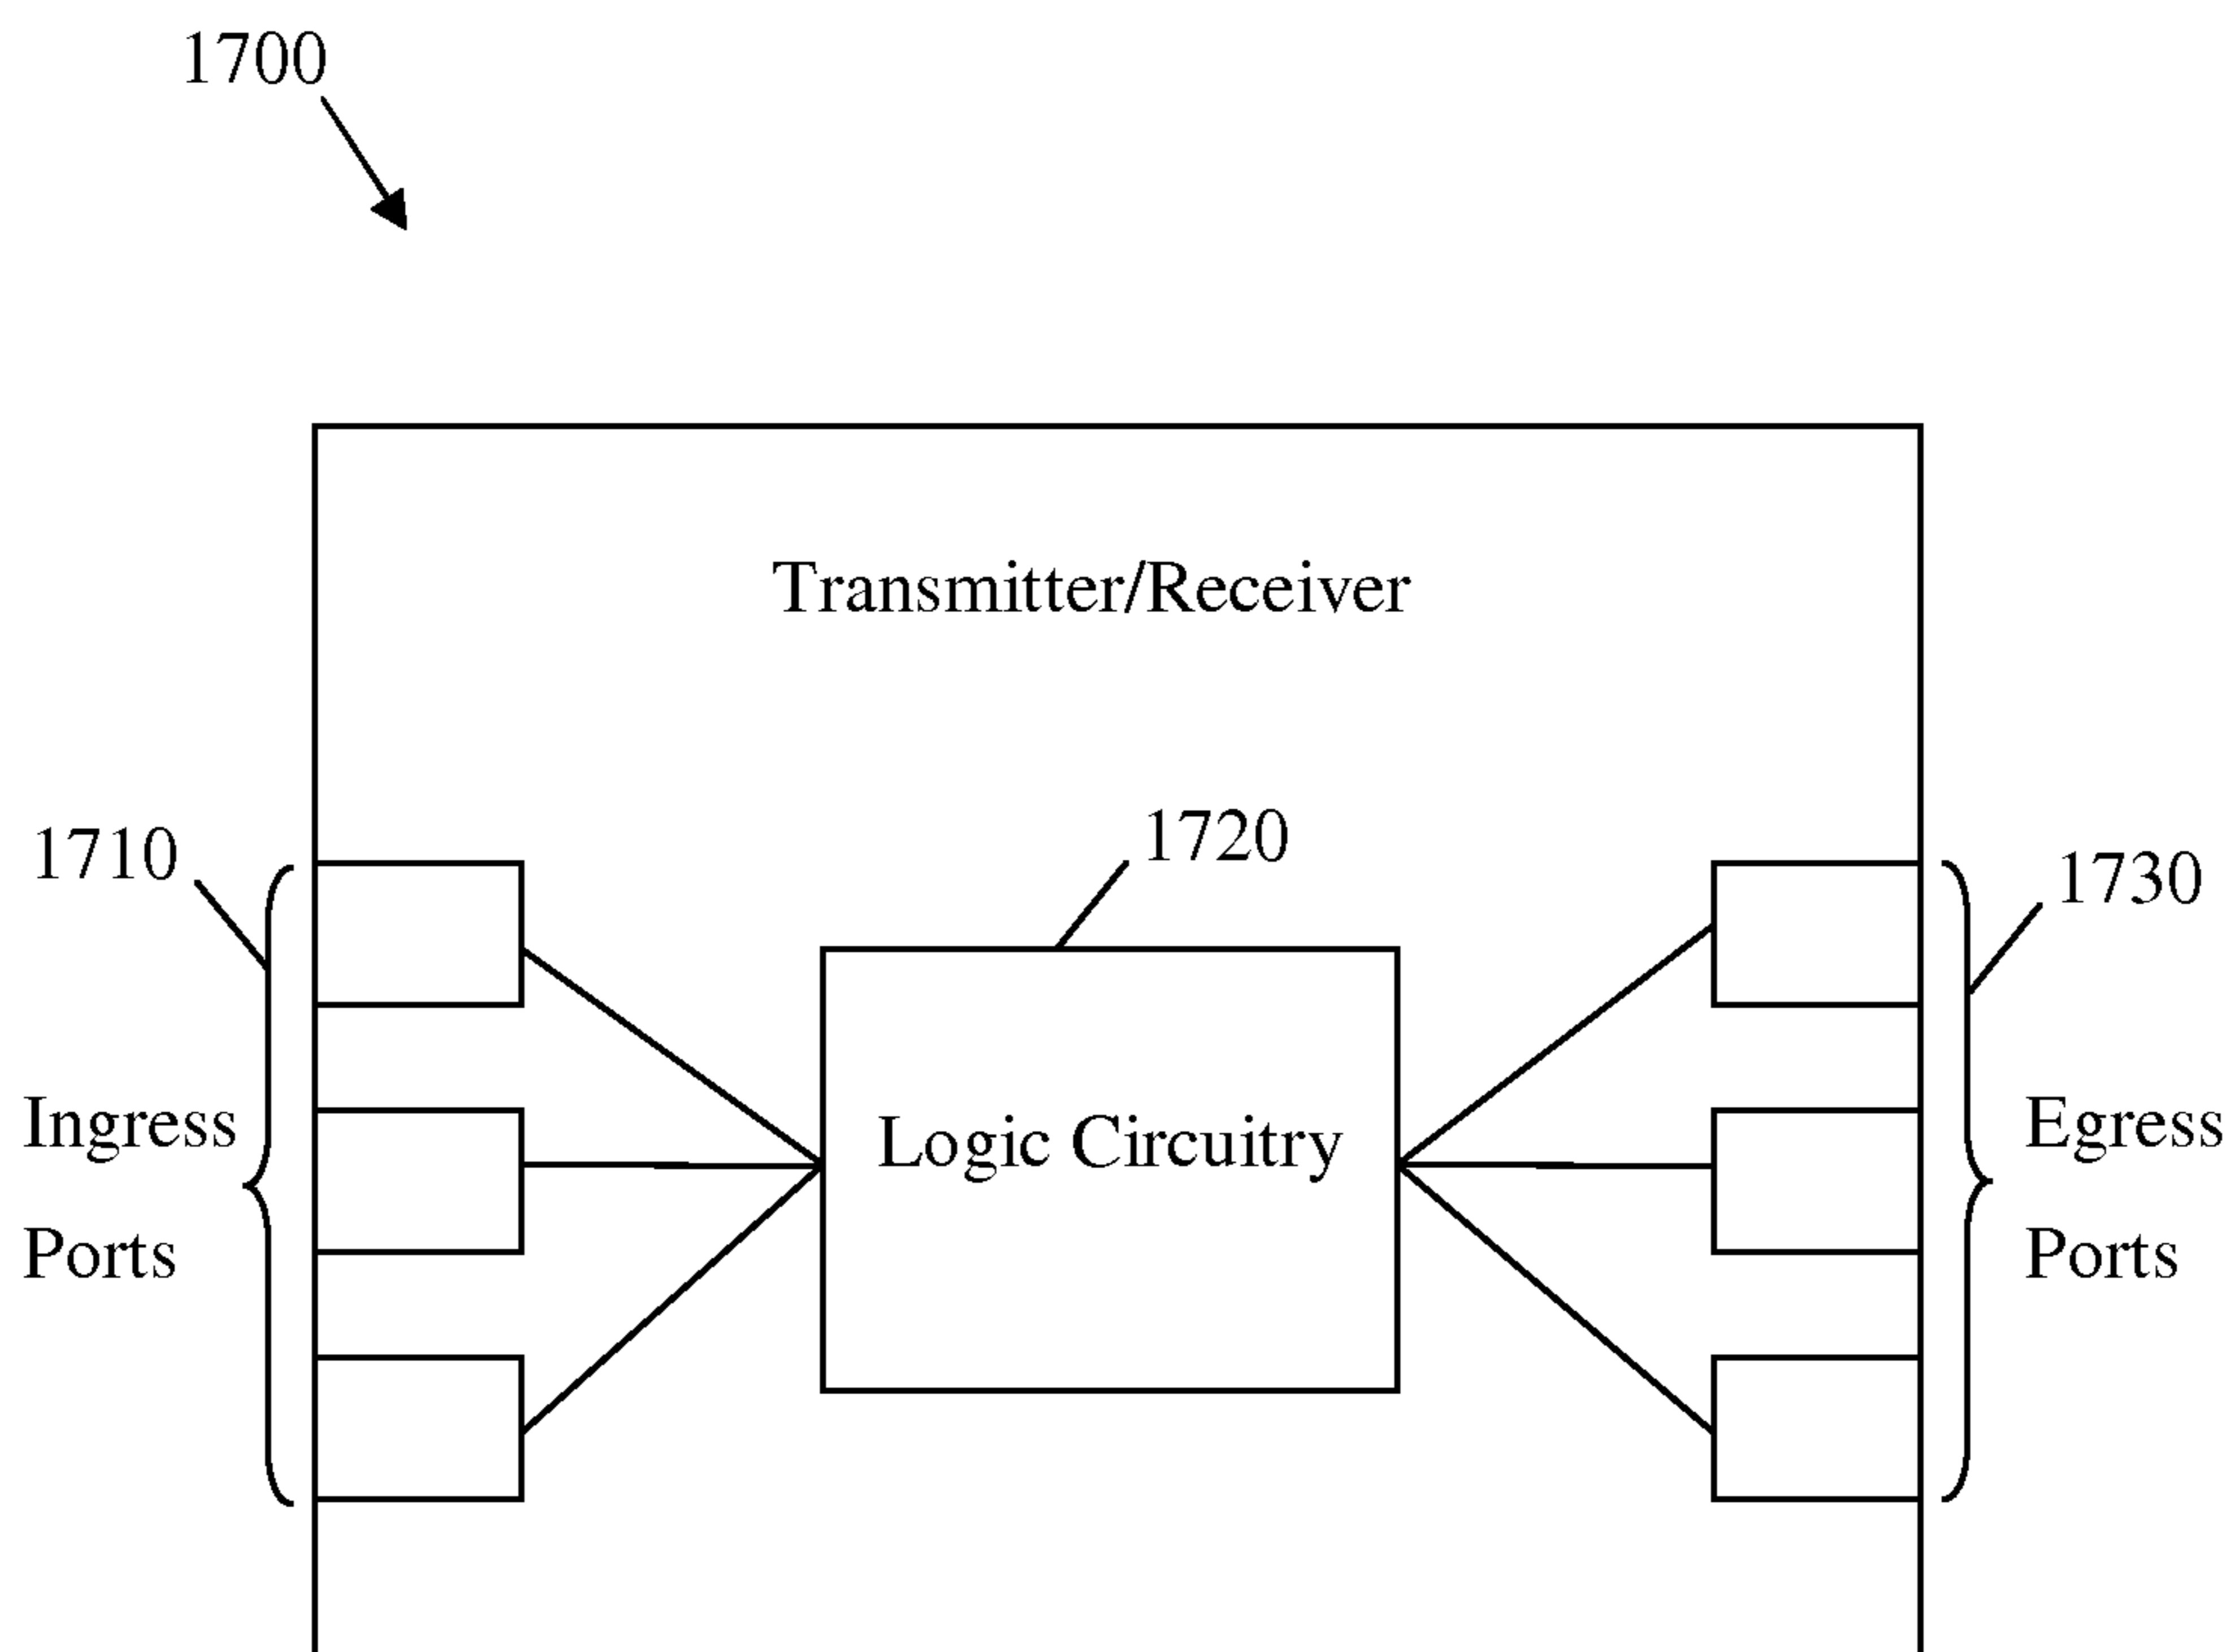 1700
Transmitter/Receiver
1710
1720
1730
Ingress
Ports
Logic Circuitry
Egress
Ports